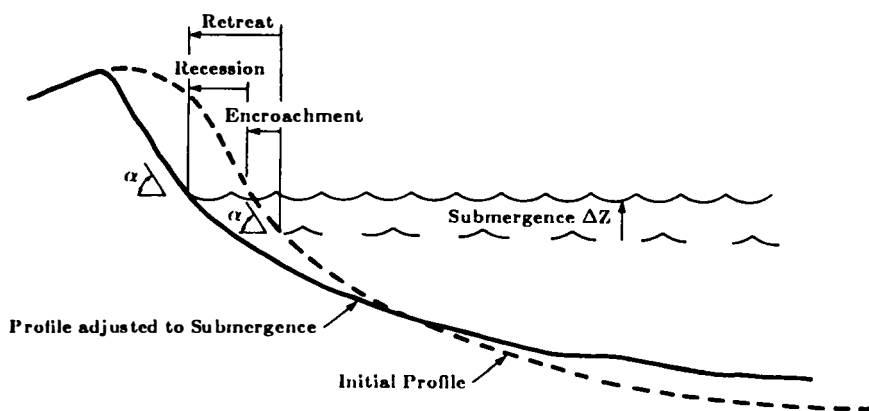 Retreat
Recession
Encroachment
α
α
Submergence ΔZ
Profile adjusted to Submergence
Initial Profile